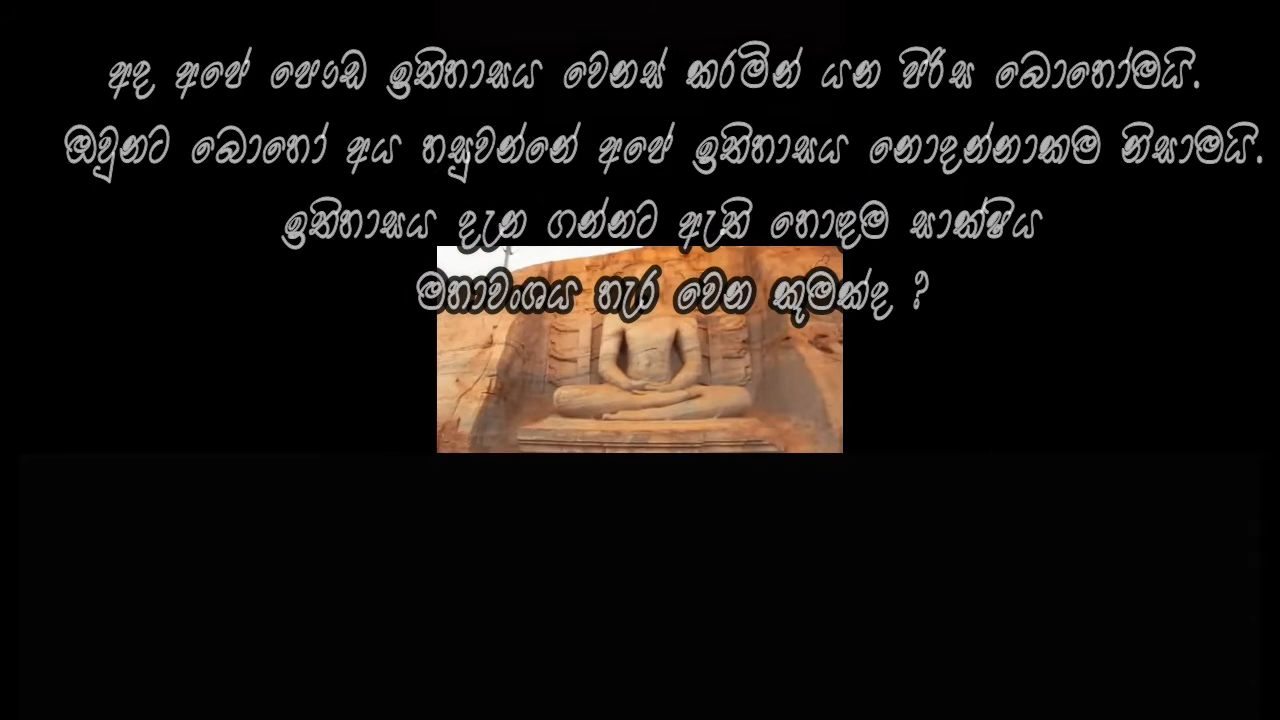 අද අපේ පෞඩ ඉතිහාසය වෙනස් කරමින් යන පිරිස බොහෝමයි.
ඔවුනට බොහෝ අය හසුවන්නේ අපේ ඉතිහාසය නොදන්නාකම නිසාමයි.
ඉතිහාසය දැන ගන්නට ඇති හොඳම සාක්ෂිය
මහාවංශය හැර වෙන කුමක්ද ?